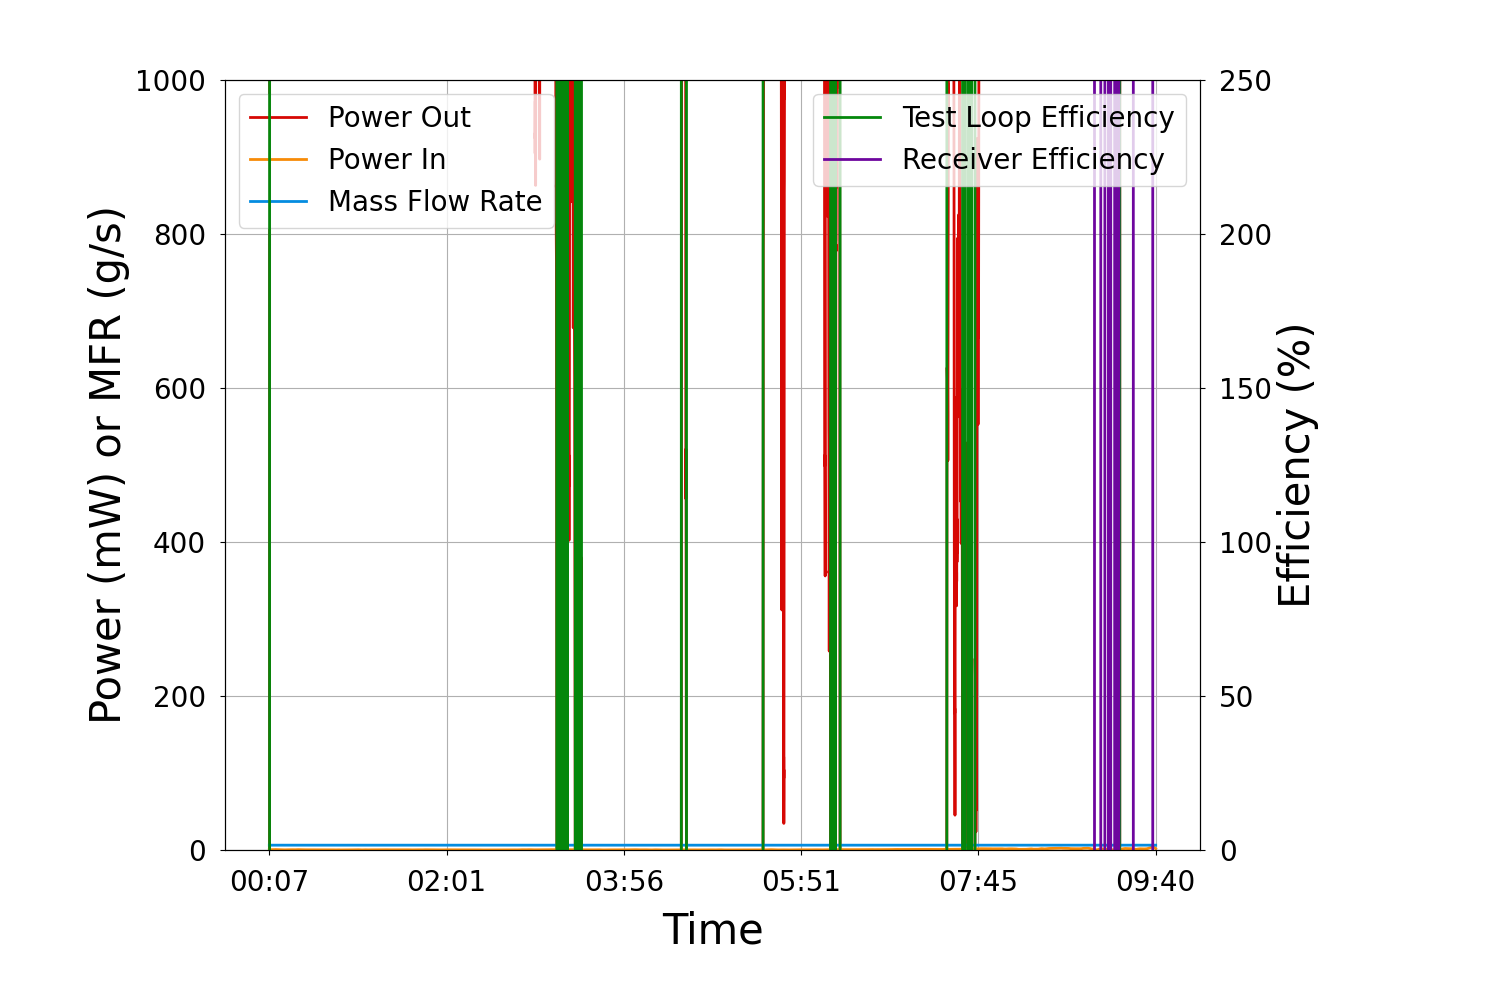 1000
800
600
400
200
0
Power (mW) or MFR (g/s)
Power Out
Power In
Mass Flow Rate
Test Loop Efficiency
Receiver Efficiency
250
200
150
100
50
0
Efficiency (%)
00:07 02:01 03:56 05:51 07:45 09:40
Time